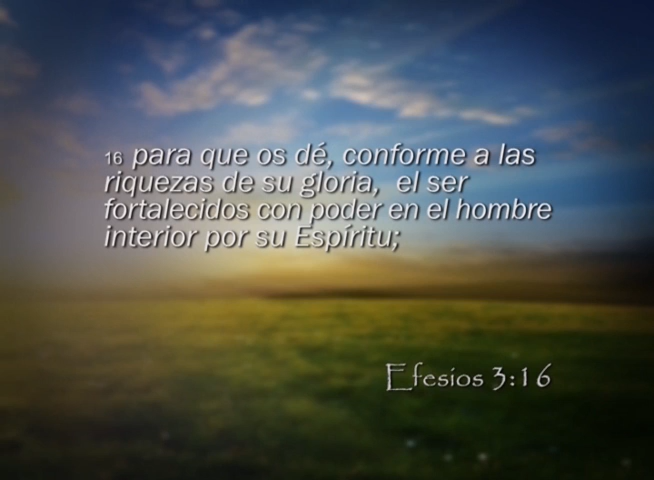 16 para que os dé, conforme a las
riquezas de su gloria, el ser
fortalecidos con poder en el hombre
interior por su Espíritu;
Efesios 3:16